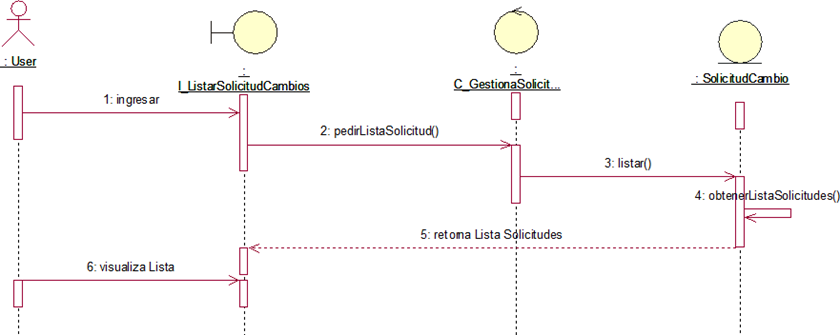 : User
:
I_ListarSolicitudCambios
:
C_GestionaSolicit...
: SolicitudCambio
1: ingresar
2: pedirListaSolicitud()
3: listar()
4: obtenerListaSolicitudes()
5: retorna Lista Solicitudes
6: visualiza Lista